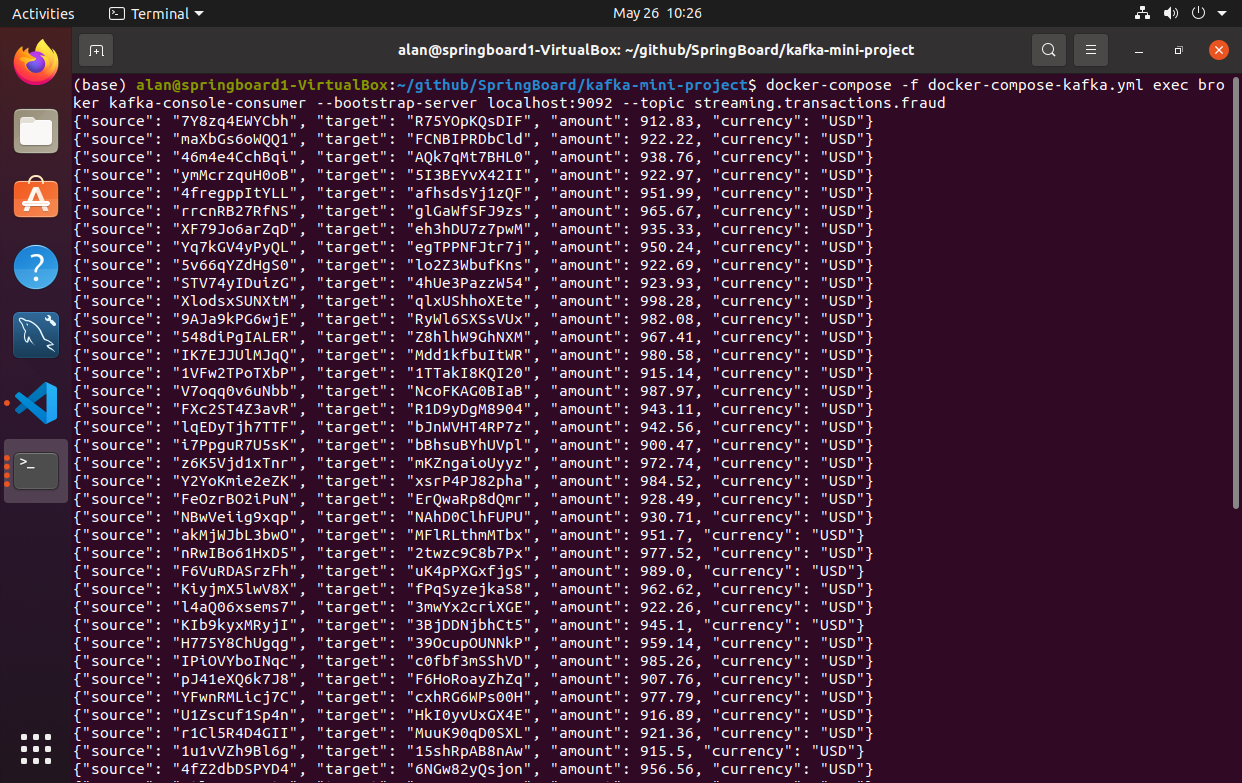 Activities
Terminal
May 26 10:26
alan@springboard1-VirtualBox: ~/github/SpringBoard/kafka-mini-project
(base) alan@springboard1-VirtualBox:~/github/SpringBoard/kafka-mini-project$ docker-compose -f docker-compose-kafka.yml exec bro
ker kafka-console-consumer --bootstrap-server localhost:9092 --topic streaming.transactions.fraud
{"source": "7Y8zq4EWYCbh", "target": "R75YOpKQsDIF", "amount": 912.83, "currency": "USD"}
{"source": "maXbGs6oWQQ1", "target": "FCNBIPRDbCld", "amount": 922.22, "currency": "USD"}
{"source": "46m4e4CchBqi", "target": "AQk7qMt7BHL0", "amount": 938.76, "currency": "USD"}
{"source": "ymMcrzquH0oB", "target": "5I3BEYvX42II", "amount": 922.97, "currency": "USD"}
{"source": "4fregppItYLL", "target": "afhsdsYj1zQF", "amount": 951.99, "currency": "USD"}
{"source": "rrcnRB27RfNS", "target": "glGaWfSFJ9zs", "amount": 965.67, "currency": "USD"}
{"source": "XF79Jo6arZqD", "target": "eh3hDU7z7pwM", "amount": 935.33, "currency": "USD"}
{"source": "Yq7kGV4yPyQL", "target": "egTPPNFJtr7j", "amount": 950.24, "currency": "USD"}
{"source": "5v66qYZdHgS0", "target": "lo2Z3WbufKns", "amount": 922.69, "currency": "USD"}
{"source": "STV74yIDuizG", "target": "4hUe3PazzW54", "amount": 923.93, "currency": "USD"}
{"source": "XlodsxSUNXtM", "target": "qlxUShhoXEte", "amount": 998.28, "currency": "USD"}
{"source": "9AJa9kPG6wjE", "target": "RyWl6SXSsVUx", "amount": 982.08, "currency": "USD"}
{"source": "548diPgIALER", "target": "Z8hlhW9GhNXM", "amount": 967.41, "currency": "USD"}
{"source": "IK7EJJUlMJqQ", "target": "Mdd1kfbuItWR", "amount": 980.58, "currency": "USD"}
{"source": "1VFw2TPoTXbP", "target": "1TTakI8KQI20", "amount": 915.14, "currency": "USD"}
{"source": "V7oqq0v6uNbb", "target": "NcoFKAG0BIaB", "amount": 987.97, "currency": "USD"}
{"source": "FXc2ST4Z3avR", "target": "R1D9yDgM8904", "amount": 943.11, "currency": "USD"}
{"source": "lqEDyTjh7TTF", "target": "bJnWVHT4RP7z", "amount": 942.56, "currency": "USD"}
{"source": "i7PpguR7U5sK", "target": "bBhsuBYhUVpl", "amount": 900.47, "currency": "USD"}
{"source": "z6K5Vjd1xTnr", "target": "mKZngaioUyyz", "amount": 972.74, "currency": "USD"}
{"source": "Y2YoKmie2eZK", "target": "xsrP4PJ82pha", "amount": 984.52, "currency": "USD"}
{"source": "FeOzrBO2iPuN", "target": "ErQwaRp8dQmr", "amount": 928.49, "currency": "USD"}
{"source": "NBwVeiig9xqp", "target": "NAhD0ClhFUPU", "amount": 930.71, "currency": "USD"}
{"source": "akMjWJbL3bwO", "target": "MFlRLthmMTbx", "amount": 951.7, "currency": "USD"}
{"source": "nRwIBo61HxD5", "target": "2twzc9C8b7Px", "amount": 977.52, "currency": "USD"}
{"source": "F6VuRDASrzFh", "target": "uK4pPXGxfjgS", "amount": 989.0, "currency": "USD"}
{"source": "KiyjmX5lwV8X", "target": "fPqSyzejkaS8", "amount": 962.62, "currency": "USD"}
{"source": "l4aQ06xsems7", "target": "3mwYx2criXGE", "amount": 922.26, "currency": "USD"}
{"source": "KIb9kyxMRyjI", "target": "3BjDDNjbhCt5", "amount": 945.1, "currency": "USD"}
{"source": "H775Y8ChUgqg", "target": "39OcupOUNNkP", "amount": 959.14, "currency": "USD"}
{"source": "IPiOVYboINqc", "target": "c0fbf3mSShVD", "amount": 985.26, "currency": "USD"}
{"source": "pJ41eXQ6k7J8", "target": "F6HoRoayZhZq", "amount": 907.76, "currency": "USD"}
{"source": "YFwnRMLicj7C", "target": "cxhRG6WPs00H", "amount": 977.79, "currency": "USD"}
{"source": "U1Zscuf1Sp4n", "target": "HkI0yvUxGX4E", "amount": 916.89, "currency": "USD"}
{"source": "r1Cl5R4D4GII", "target": "MuuK90qD0SXL", "amount": 921.36, "currency": "USD"}
{"source": "1u1vVZh9Bl6g", "target": "15shRpAB8nAw", "amount": 915.5, "currency": "USD"}
{"source": "4fZ2dbDSPYD4", "target": "6NGw82yQsjon", "amount": 956.56, "currency": "USD"}